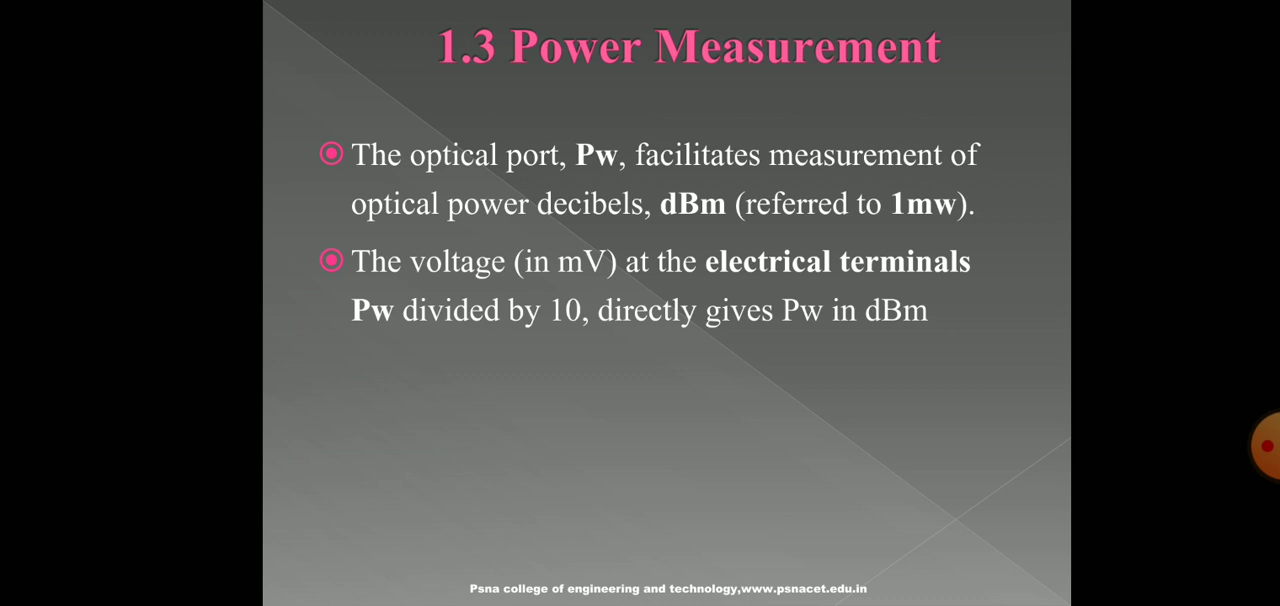 1.3 Power Measurement
The optical port, Pw, facilitates measurement of
optical power decibels, dBm (referred to 1mw).
The voltage (in mV) at the electrical terminals
Pw divided by 10, directly gives Pw in dBm
Psna college of engineering and technology,www.psnacet.edu.in